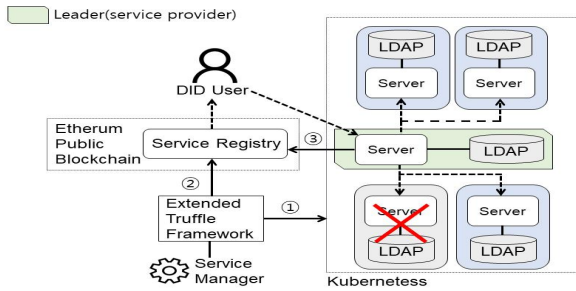 Leader(service provider)
LDAP
LDAP
Server
Server
DID User
Etherum
Public
Blockchain
Service Registry
③
Server
LDAP
②
Extended
Truffle
Framework
①
Server
LDAP
Server
LDAP
Service
Manager
Kubernetess